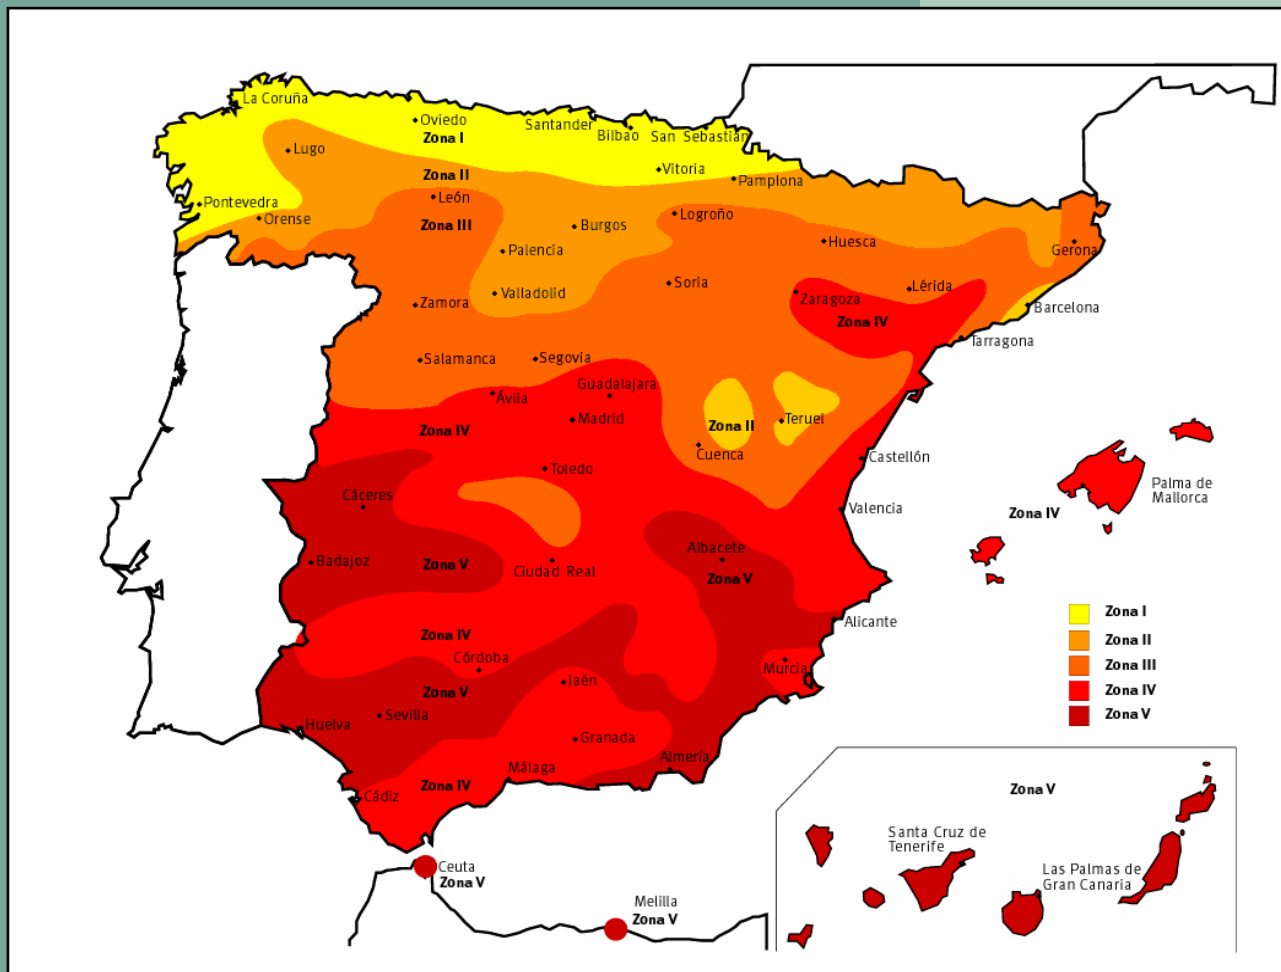 La Coruña
Oviedo
Santander
Bilbao
San Sebastián
Zona I
Lugo
Vitoria
Zona II
Pamplona
León
Pontevedra
Orense
Logroño
Zona III
Burgos
Huesca
Gerona
Palencia
Soria
Lérida
Valladolid
Zaragoza
Zamora
Barcelona
Zona IV
Tarragona
Salamanca
Segovia
Guadalajara
Ávila
Madrid
Teruel
Zona II
Zona IV
Cuenca
Castellón
Toledo
Palma de
Mallorca
Cáceres
Valencia
Zona IV
Albacete
Badajoz
Zona V
Ciudad Real
Zona V
Zona I
Alicante
Zona IV
Zona II
Córdoba
Murcia
Zona III
Jaén
Zona IV
Zona V
Zona V
Sevilla
Huelva
Granada
Almería
Málaga
Zona IV
Cádiz
Zona V
Santa Cruz de
Tenerife
Ceuta
Zona V
Las Palmas de
Gran Canaria
Melilla
Zona V